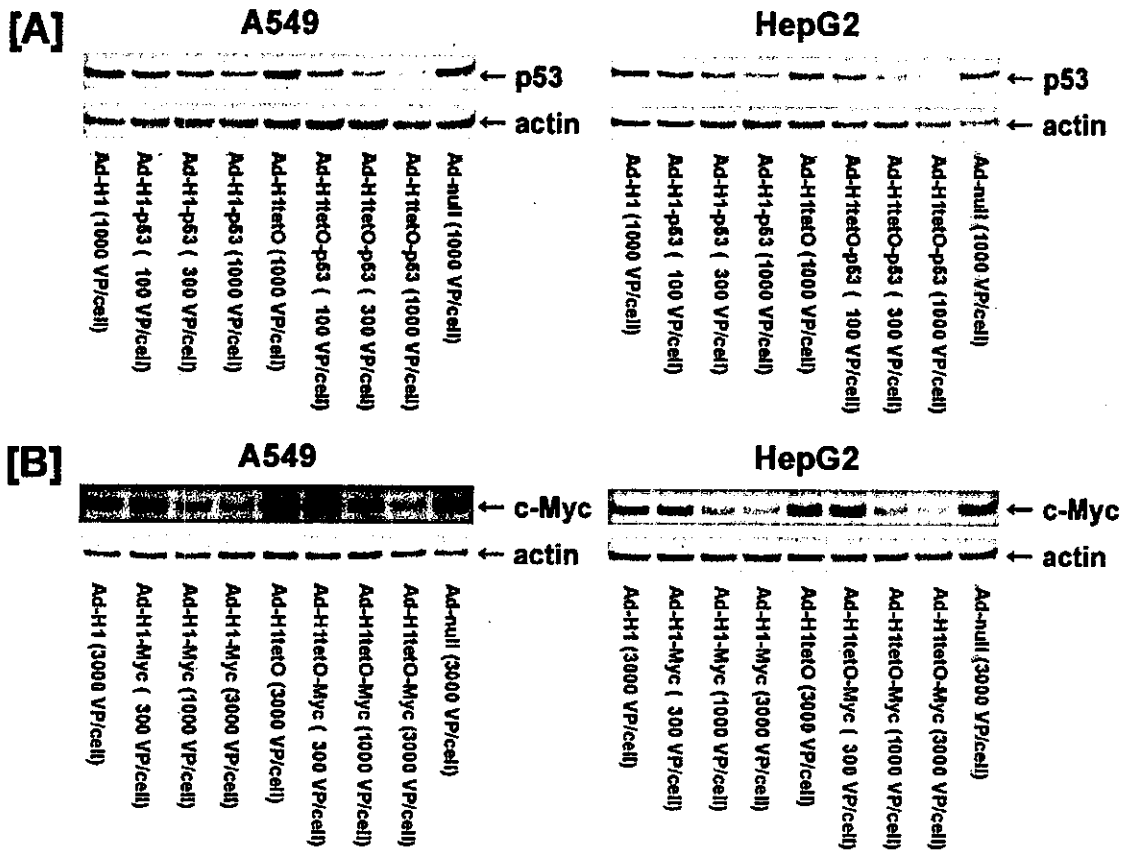 [A]
A549
HepG2
← p53
← actin
← p53
← actin
Ad-H1 (1000 VP/cell)
Ad-H1-p53 ( 100 VP/cell)
Ad-H1-p53 ( 300 VP/cell)
Ad-H1-p53 (1000 VP/cell)
Ad-H1tetO (1000 VP/cell)
Ad-H1tetO-p53 ( 100 VP/cell)
Ad-H1tetO-p53 ( 300 VP/cell)
Ad-H1tetO-p53 (1000 VP/cell)
Ad-null (1000 VP/cell)
Ad-H1 (1000 VP/cell)
Ad-H1-p53 ( 100 VP/cell)
Ad-H1-p53 ( 300 VP/cell)
Ad-H1-p53 (1000 VP/cell)
Ad-H1tetO (1000 VP/cell)
Ad-H1tetO-p53 ( 100 VP/cell)
Ad-H1tetO-p53 ( 300 VP/cell)
Ad-H1tetO-p53 (1000 VP/cell)
Ad-null (1000 VP/cell)
[B]
A549
HepG2
← c-Myc
← actin
← c-Myc
← actin
Ad-H1 (3000 VP/cell)
Ad-H1-Myc ( 300 VP/cell)
Ad-H1-Myc (1000 VP/cell)
Ad-H1-Myc (3000 VP/cell)
Ad-H1tetO (3000 VP/cell)
Ad-H1tetO-Myc ( 300 VP/cell)
Ad-H1tetO-Myc (1000 VP/cell)
Ad-H1tetO-Myc (3000 VP/cell)
Ad-null (3000 VP/cell)
Ad-H1 (3000 VP/cell)
Ad-H1-Myc ( 300 VP/cell)
Ad-H1-Myc (1000 VP/cell)
Ad-H1-Myc (3000 VP/cell)
Ad-H1tetO (3000 VP/cell)
Ad-H1tetO-Myc ( 300 VP/cell)
Ad-H1tetO-Myc (1000 VP/cell)
Ad-H1tetO-Myc (3000 VP/cell)
Ad-null (3000 VP/cell)